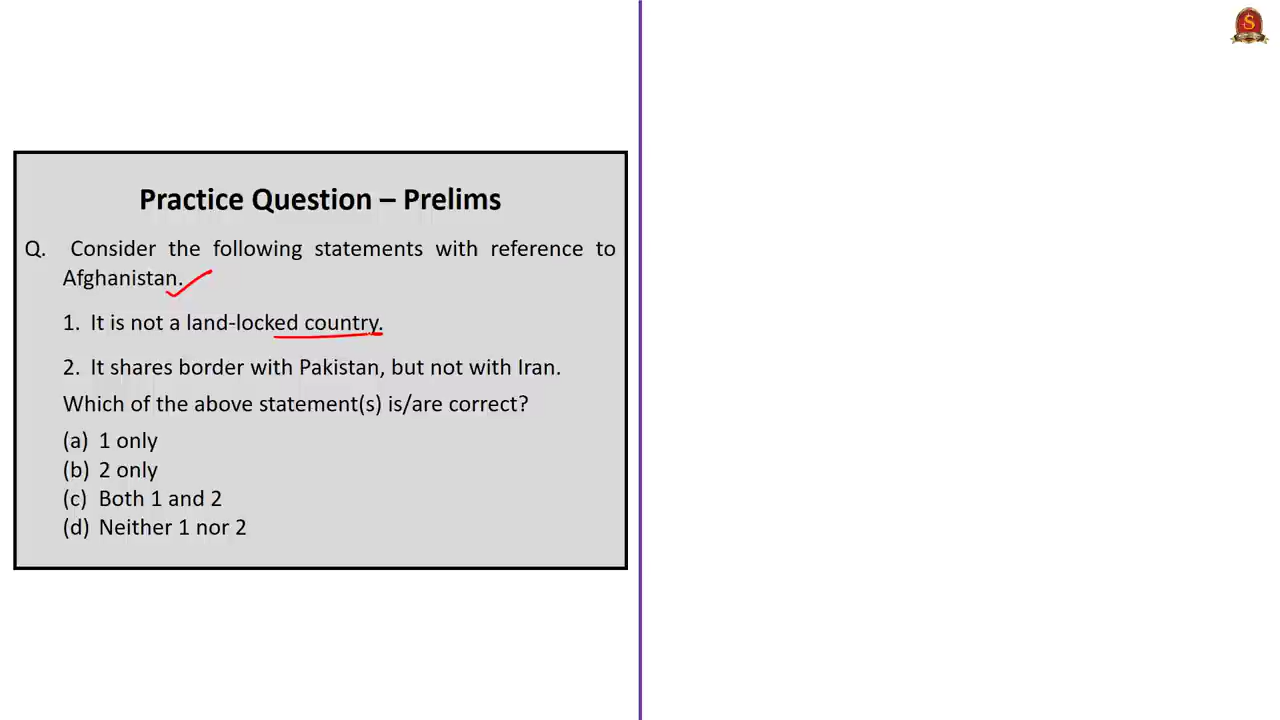 Practice Question – Prelims
Q. Consider the following statements with reference to
Afghanistan.
1. It is not a land-locked country.
2. It shares border with Pakistan, but not with Iran.
Which of the above statement(s) is/are correct?
(a) 1 only
(b) 2 only
(c) Both 1 and 2
(d) Neither 1 nor 2
S